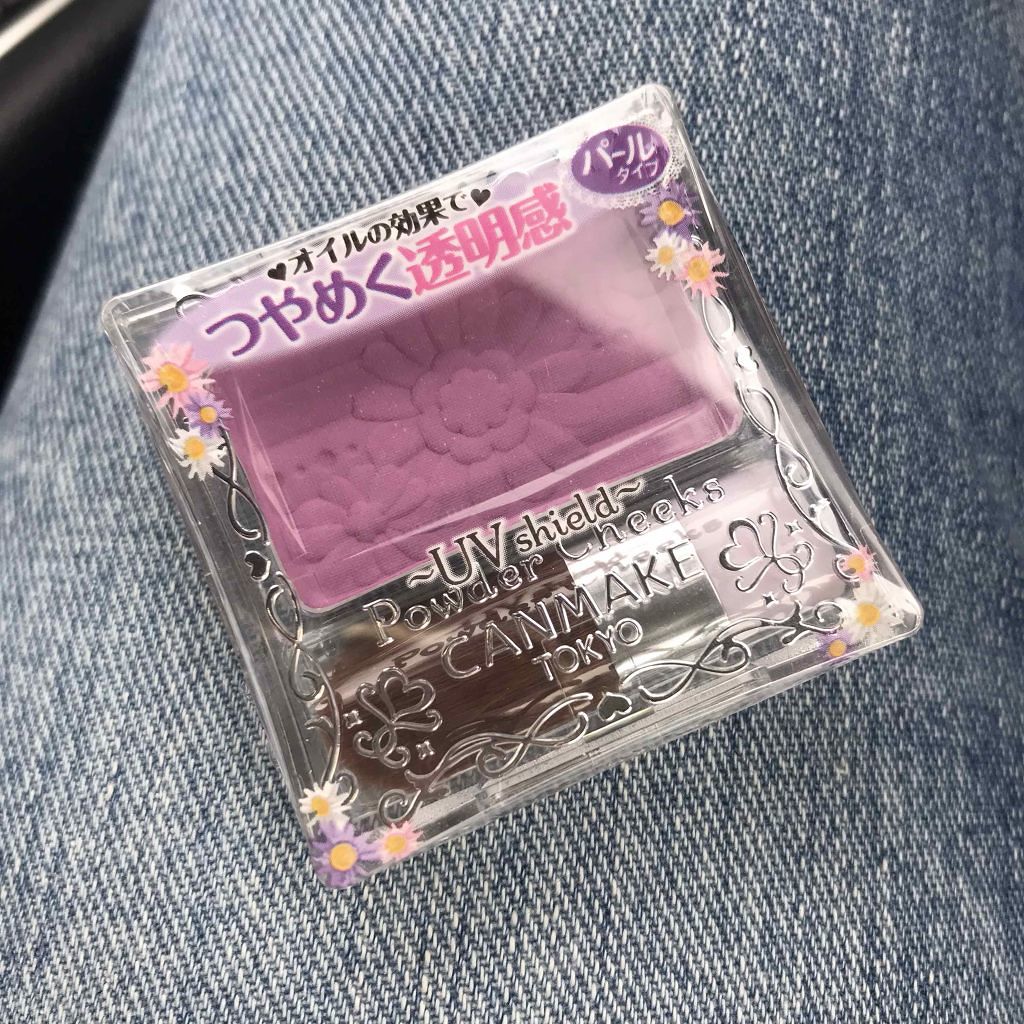 パール
タイプ
♥オイルの効果で♥
つやめく透明感
~UV shield~
Powder Cheeks
CANMAKE
TOKYO